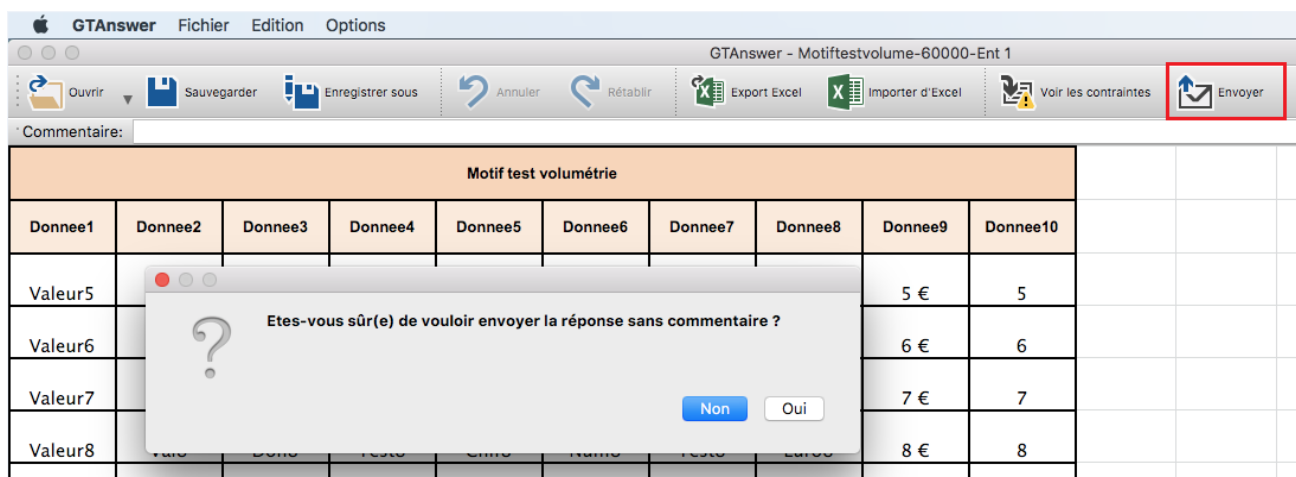 GTAnswer Fichier Edition Options
GTAnswer - Motiftestvolume-60000-Ent 1
Ouvrir Sauvegarder Enregistrer sous Annuler Rétablir Export Excel Importer d'Excel Voir les contraintes Envoyer
Commentaire:
Motif test volumétrie
Donnee1 Donnee2 Donnee3 Donnee4 Donnee5 Donnee6 Donnee7 Donnee8 Donnee9 Donnee10
Valeur5 5 € 5
Etes-vous sûr(e) de vouloir envoyer la réponse sans commentaire ?
Valeur6 6 € 6
Valeur7 7 € 7
Non Oui
Valeur8 8 € 8